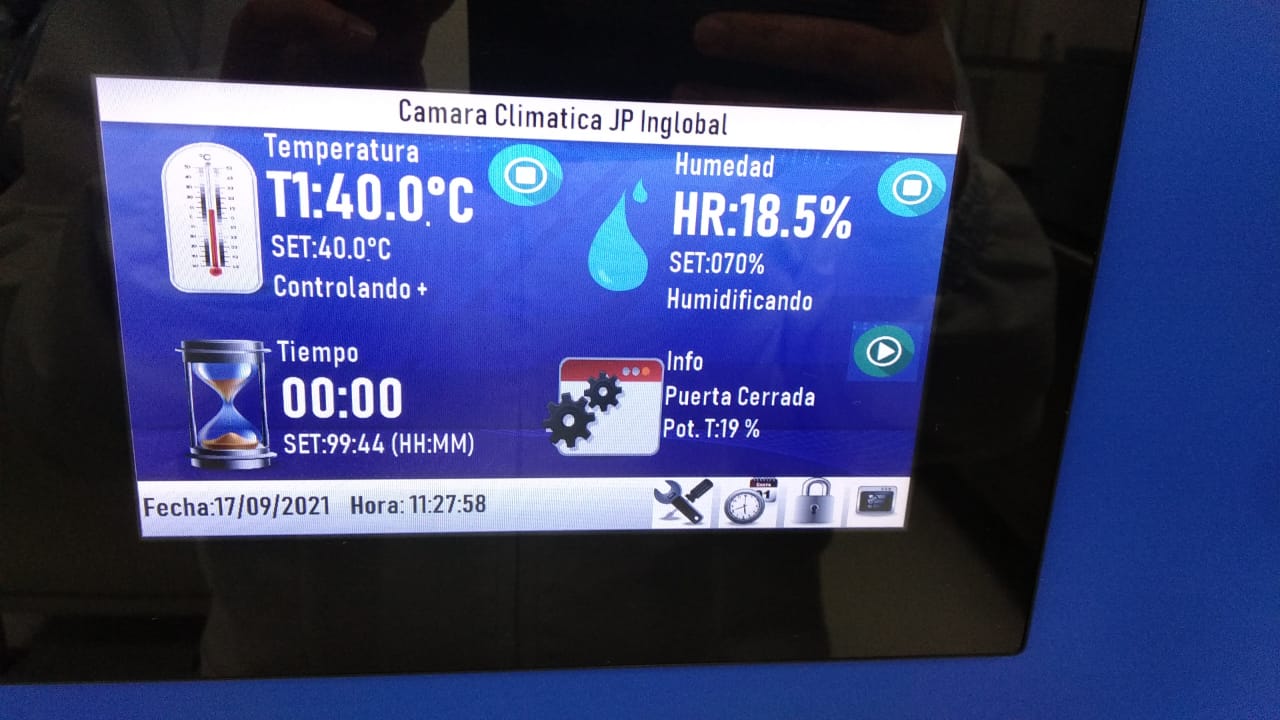 Camara Climatica JP Inglobal
Temperatura
T1:40.0°C
SET:40.0°C
Controlando +
Humedad
HR:18.5%
SET:070%
Humidificando
Tiempo
00:00
SET:99:44 (HH:MM)
Info
Puerta Cerrada
Pot. T:19 %
Fecha:17/09/2021 Hora: 11:27:58